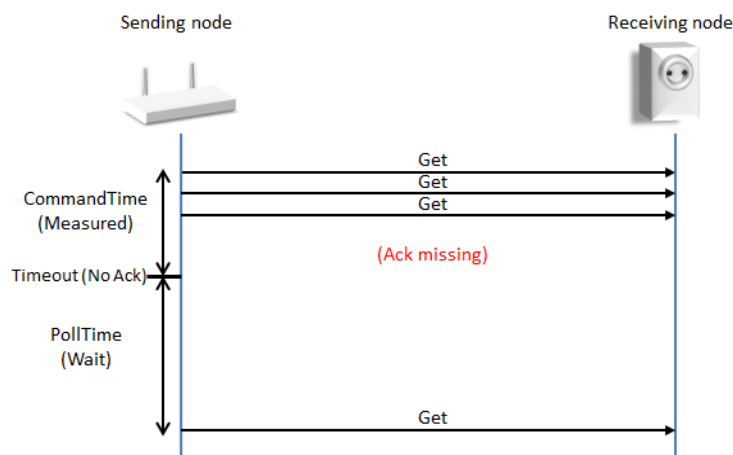 Sending node
Receiving node
Get
Get
CommandTime
(Measured)
Get
(Ack missing)
Timeout (No Ack)
PollTime
(Wait)
Get